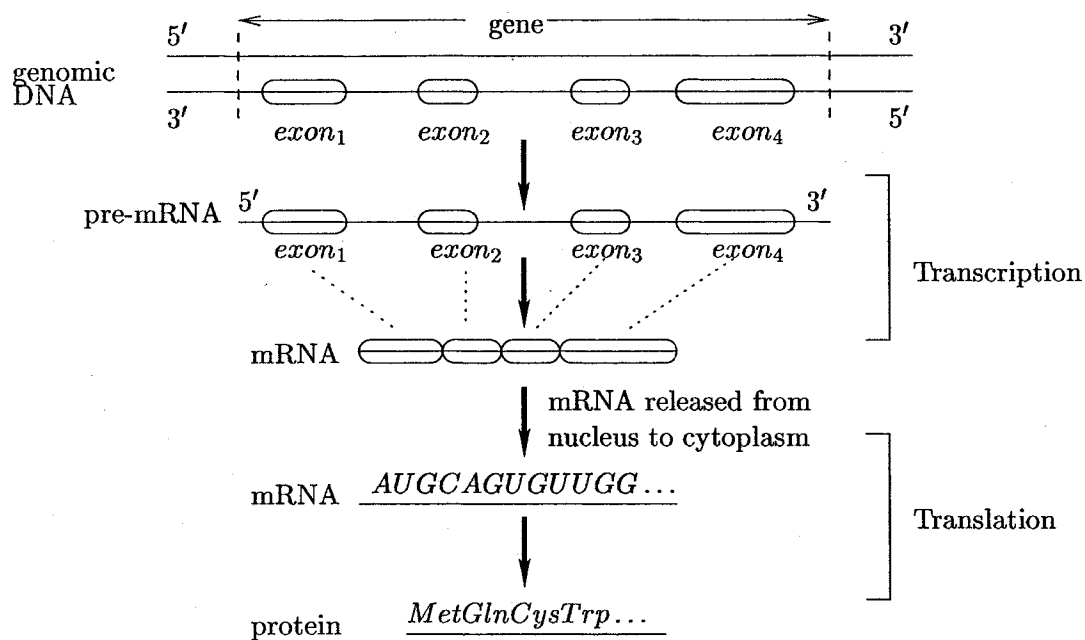 gene
5′ 3′
genomic
DNA
3′ 5′
exon₁ exon₂ exon₃ exon₄
pre-mRNA 5′ 3′
exon₁ exon₂ exon₃ exon₄
Transcription
mRNA
mRNA released from
nucleus to cytoplasm
mRNA AUGCAGUGUUGG...
Translation
protein MetGlnCysTrp...